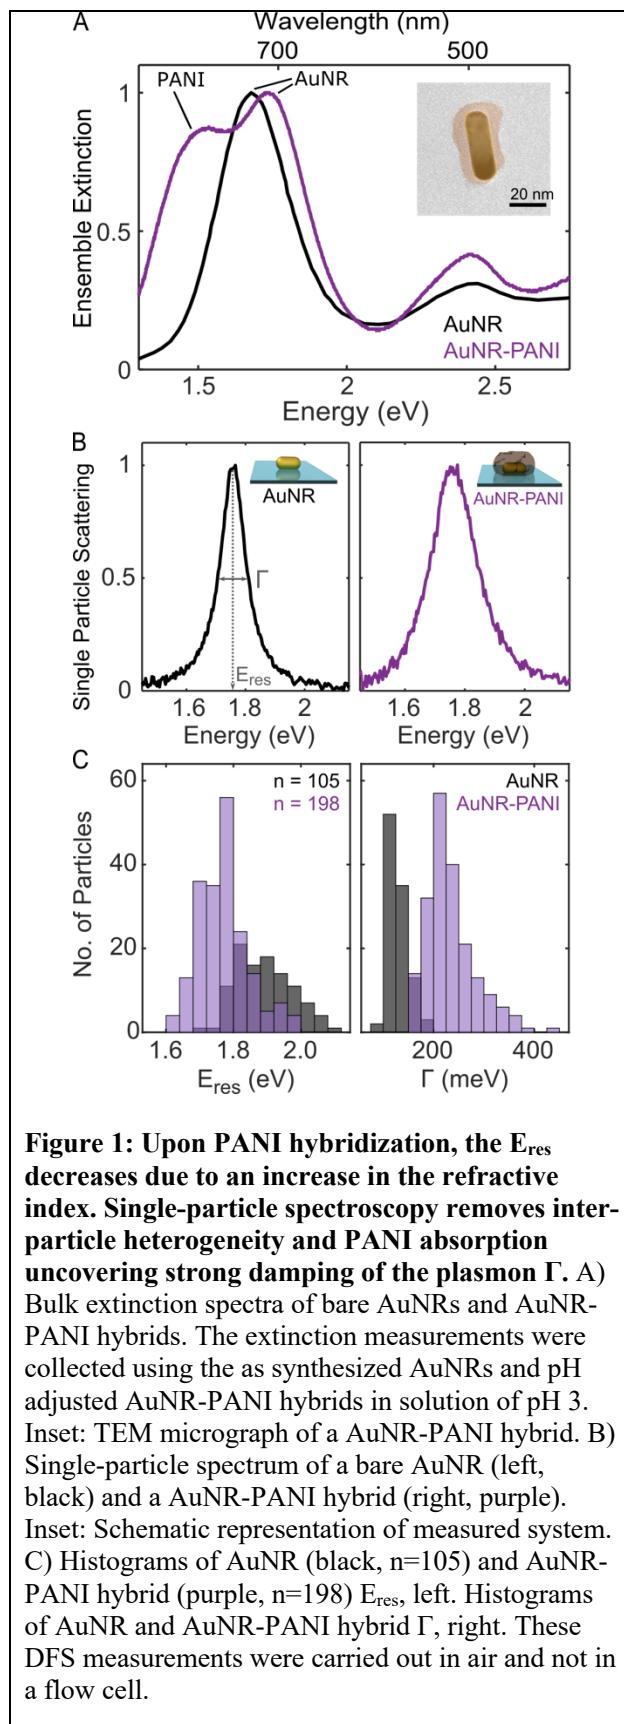 A
Wavelength (nm)
700
500
PANI
AuNR
1
0.5
0
Ensemble Extinction
20 nm
AuNR
AuNR-PANI
1.5
2
2.5
Energy (eV)
B
1
0.5
0
Single Particle Scattering
AuNR
Γ
E_res
1.6
1.8
2
Energy (eV)
AuNR-PANI
1.6
1.8
2
Energy (eV)
C
60
40
20
0
No. of Particles
n = 105
n = 198
1.6
1.8
2.0
E_res (eV)
AuNR
AuNR-PANI
200
400
Γ (meV)
Figure 1: Upon PANI hybridization, the E_res
decreases due to an increase in the refractive
index. Single-particle spectroscopy removes inter-
particle heterogeneity and PANI absorption
uncovering strong damping of the plasmon Γ. A)
Bulk extinction spectra of bare AuNRs and AuNR-
PANI hybrids. The extinction measurements were
collected using the as synthesized AuNRs and pH
adjusted AuNR-PANI hybrids in solution of pH 3.
Inset: TEM micrograph of a AuNR-PANI hybrid. B)
Single-particle spectrum of a bare AuNR (left,
black) and a AuNR-PANI hybrid (right, purple).
Inset: Schematic representation of measured system.
C) Histograms of AuNR (black, n=105) and AuNR-
PANI hybrid (purple, n=198) E_res, left. Histograms
of AuNR and AuNR-PANI hybrid Γ, right. These
DFS measurements were carried out in air and not in
a flow cell.